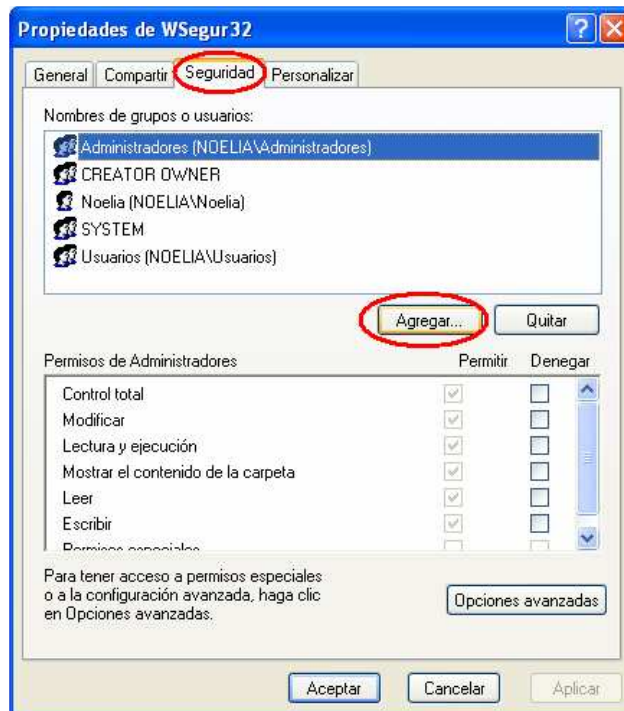 Propiedades de WSegur32
General Compartir Seguridad Personalizar
Nombres de grupos o usuarios:
Administradores (NOELIA\Administradores)
CREATOR OWNER
Noelia (NOELIA\Noelia)
SYSTEM
Usuarios (NOELIA\Usuarios)
Agregar... Quitar
Permisos de Administradores Permitir Denegar
Control total
Modificar
Lectura y ejecución
Mostrar el contenido de la carpeta
Leer
Escribir
Permisos especiales
Para tener acceso a permisos especiales
o a la configuración avanzada, haga clic
en Opciones avanzadas.
Opciones avanzadas
Aceptar Cancelar Aplicar